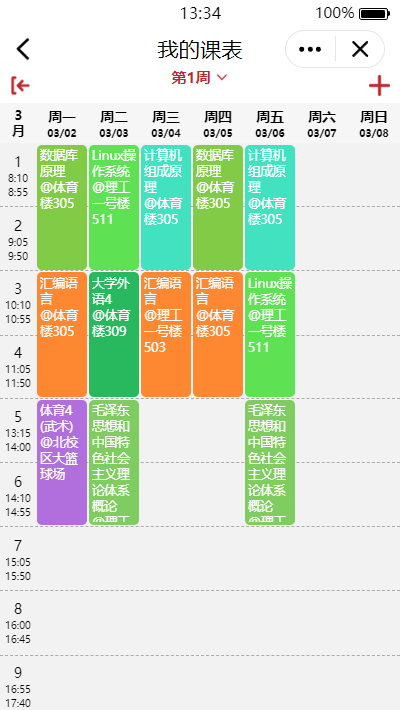 13:34
100%
我的课表
第1周
3
月
周一
03/02
周二
03/03
周三
03/04
周四
03/05
周五
03/06
周六
03/07
周日
03/08
1
8:10
8:55
数据库
原理
@体育
楼305
Linux操
作系统
@理工
一号楼
511
计算机
组成原
理
@体育
楼305
数据库
原理
@体育
楼305
计算机
组成原
理
@体育
楼305
2
9:05
9:50
3
10:10
10:55
汇编语
言
@体育
楼305
大学外
语4
@体育
楼309
汇编语
言
@理工
一号楼
503
汇编语
言
@体育
楼305
Linux操
作系统
@理工
一号楼
511
4
11:05
11:50
5
13:15
14:00
体育4
(武术)
@北校
区大篮
球场
毛泽东
思想和
中国特
色社会
主义理
论体系
概论
@理工
毛泽东
思想和
中国特
色社会
主义理
论体系
概论
@理工
6
14:10
14:55
7
15:05
15:50
8
16:00
16:45
9
16:55
17:40